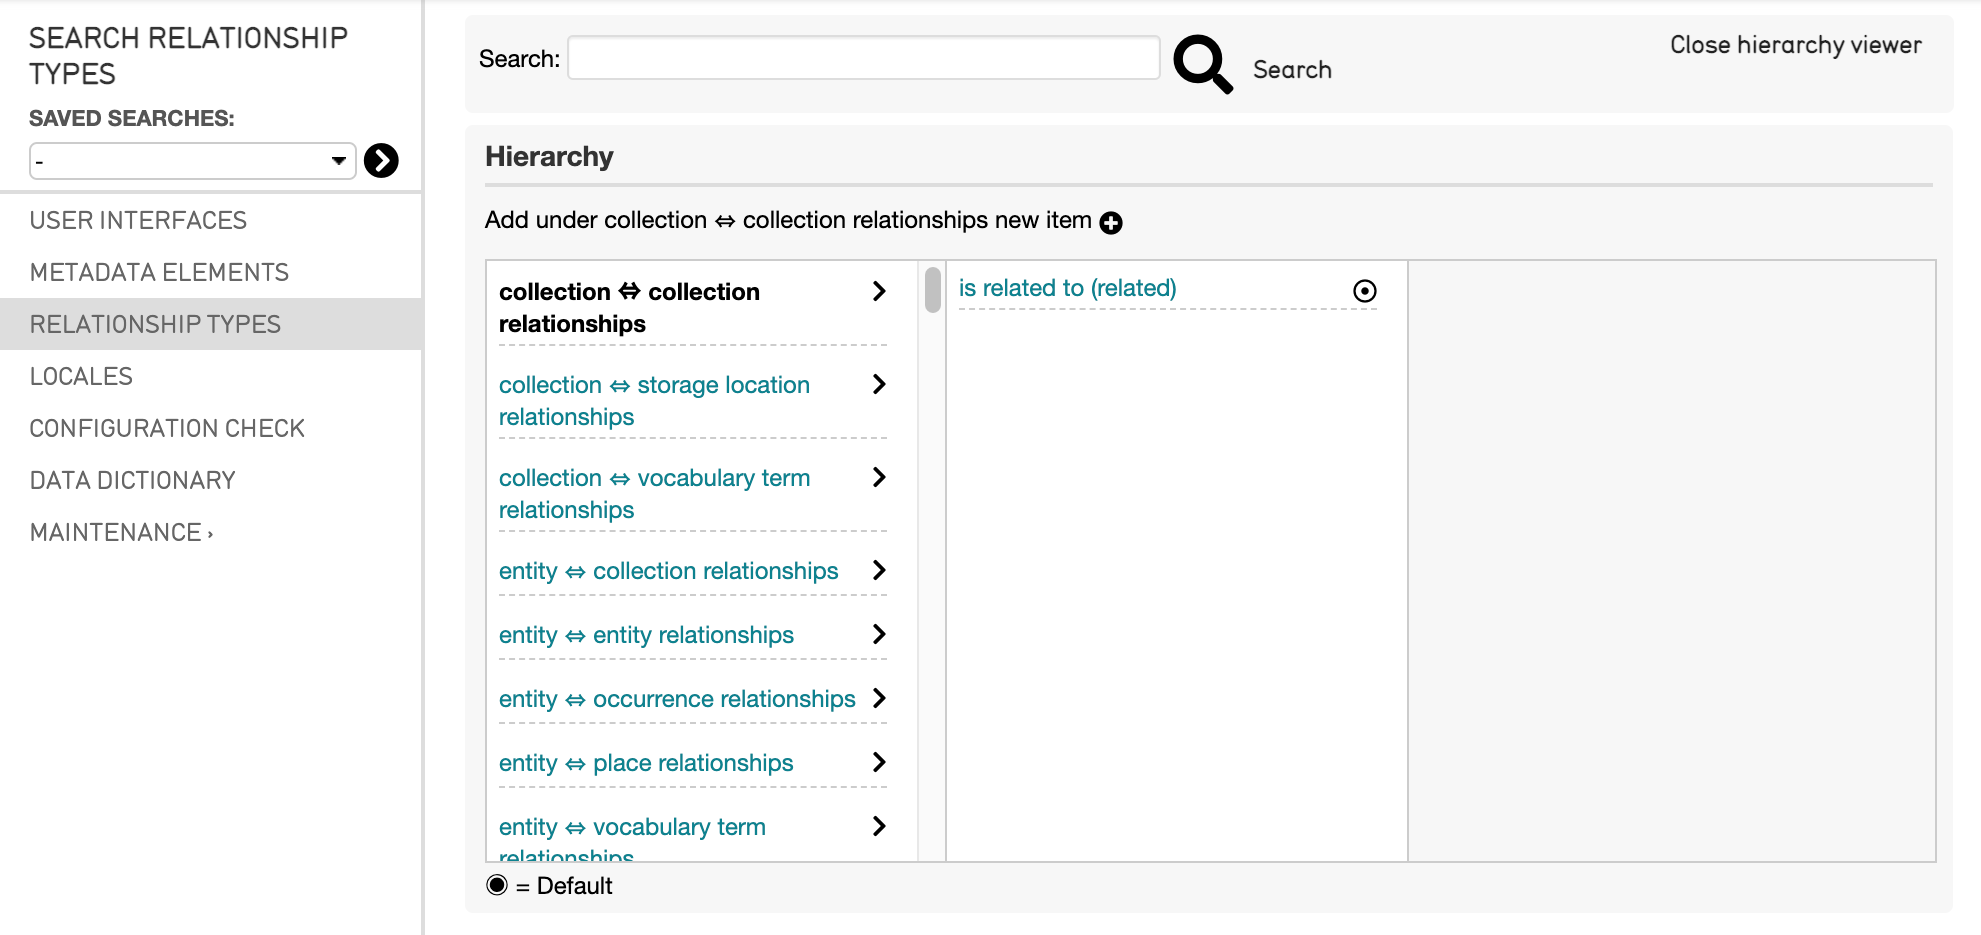 SEARCH RELATIONSHIP
TYPES
SAVED SEARCHES:
-
USER INTERFACES
METADATA ELEMENTS
RELATIONSHIP TYPES
LOCALES
CONFIGURATION CHECK
DATA DICTIONARY
MAINTENANCE ›
Search:
Search
Close hierarchy viewer
Hierarchy
Add under collection ⇔ collection relationships new item
collection ⇔ collection
relationships
collection ⇔ storage location
relationships
collection ⇔ vocabulary term
relationships
entity ⇔ collection relationships
entity ⇔ entity relationships
entity ⇔ occurrence relationships
entity ⇔ place relationships
entity ⇔ vocabulary term
relationships
is related to (related)
= Default